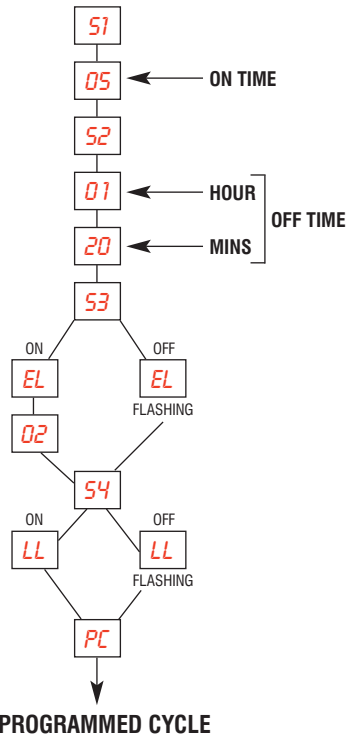 S1
05 ON TIME
S2
01 HOUR
OFF TIME
20 MINS
S3
ON OFF
EL EL
FLASHING
02
S4
ON OFF
LL LL
FLASHING
PC
PROGRAMMED CYCLE